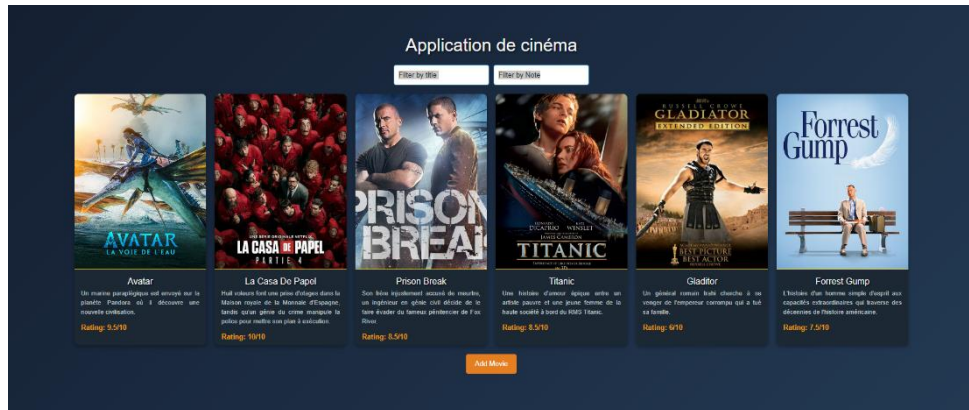 Application de cinéma
Filter by title
Filter by Note
AVATAR
LA VOIE DE L'EAU
UNE SÉRIE ORIGINALE NETFLIX
LA CASA DE PAPEL
PARTIE 4
PRISON
BREAK
DICAPRIO WINSLET
JAMES CAMERON
TITANIC
RUSSELL CROWE
GLADIATOR
EXTENDED EDITION
BEST PICTURE
BEST ACTOR
Forrest
Gump
Avatar
Un marine paraplégique est envoyé sur la
planète Pandora où il découvre une
nouvelle civilisation.
Rating: 9.5/10
La Casa De Papel
Huit voleurs font une prise d'otages dans la
Maison royale de la Monnaie d'Espagne,
tandis qu'un génie du crime manipule la
police pour mettre son plan à exécution.
Rating: 10/10
Prison Break
Son frère injustement accusé de meurtre,
un ingénieur en génie civil décide de le
faire évader du fameux pénitencier de Fox
River.
Rating: 8.5/10
Titanic
Une histoire d'amour épique entre un
artiste pauvre et une jeune femme de la
haute société à bord du RMS Titanic.
Rating: 8.5/10
Gladitor
Un général romain trahi cherche à se
venger de l'empereur corrompu qui a tué
sa famille.
Rating: 6/10
Forrest Gump
L'histoire d'un homme simple d'esprit aux
capacités extraordinaires qui traverse des
décennies de l'histoire américaine.
Rating: 7.5/10
Add Movie